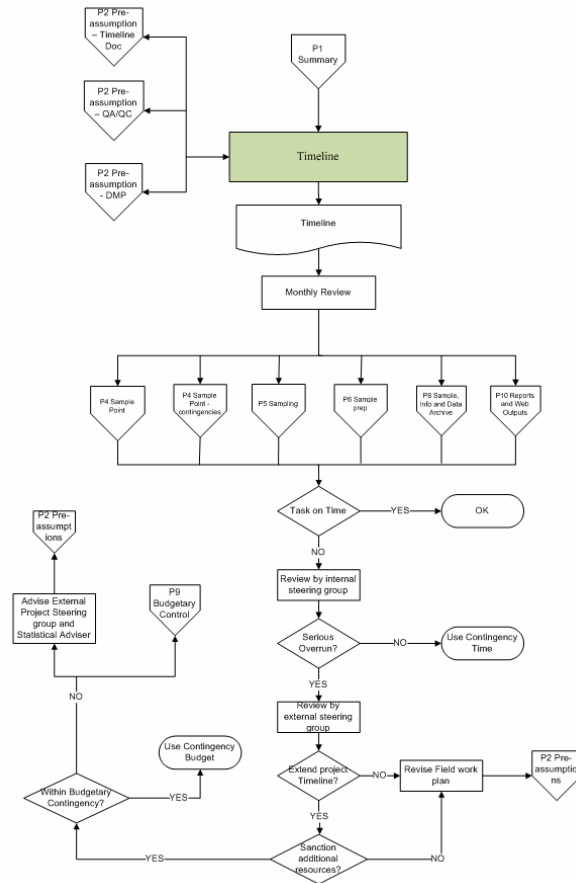 P2 Pre-
assumption
– Timeline
Doc
P1
Summary
P2 Pre-
assumption
– QA/QC
Timeline
P2 Pre-
assumption
- DMP
Timeline
Monthly Review
P4 Sample
Point
P4 Sample
Point -
contingencies
P5 Sampling
P6 Sample
prep
P8 Sample,
Info and Data
Archive
P10 Reports
and Web
Outputs
Task on Time
YES
OK
NO
P2 Pre-
assumpt
ions
Review by internal
steering group
Advise External
Project Steering
group and
Statistical Adviser
P9
Budgetary
Control
Serious
Overrun?
NO
Use Contingency
Time
YES
NO
Review by
external steering
group
Use Contingency
Budget
Extend project
Timeline?
NO
Revise Field work
plan
P2 Pre-
assumptio
ns
Within Budgetary
Contingency?
YES
YES
Sanction
additional
resources?
YES
NO